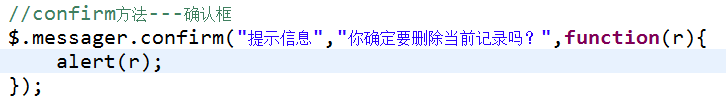 //confirm方法---确认框
$.messager.confirm("提示信息","你确定要删除当前记录吗？",function(r){
    alert(r);
});